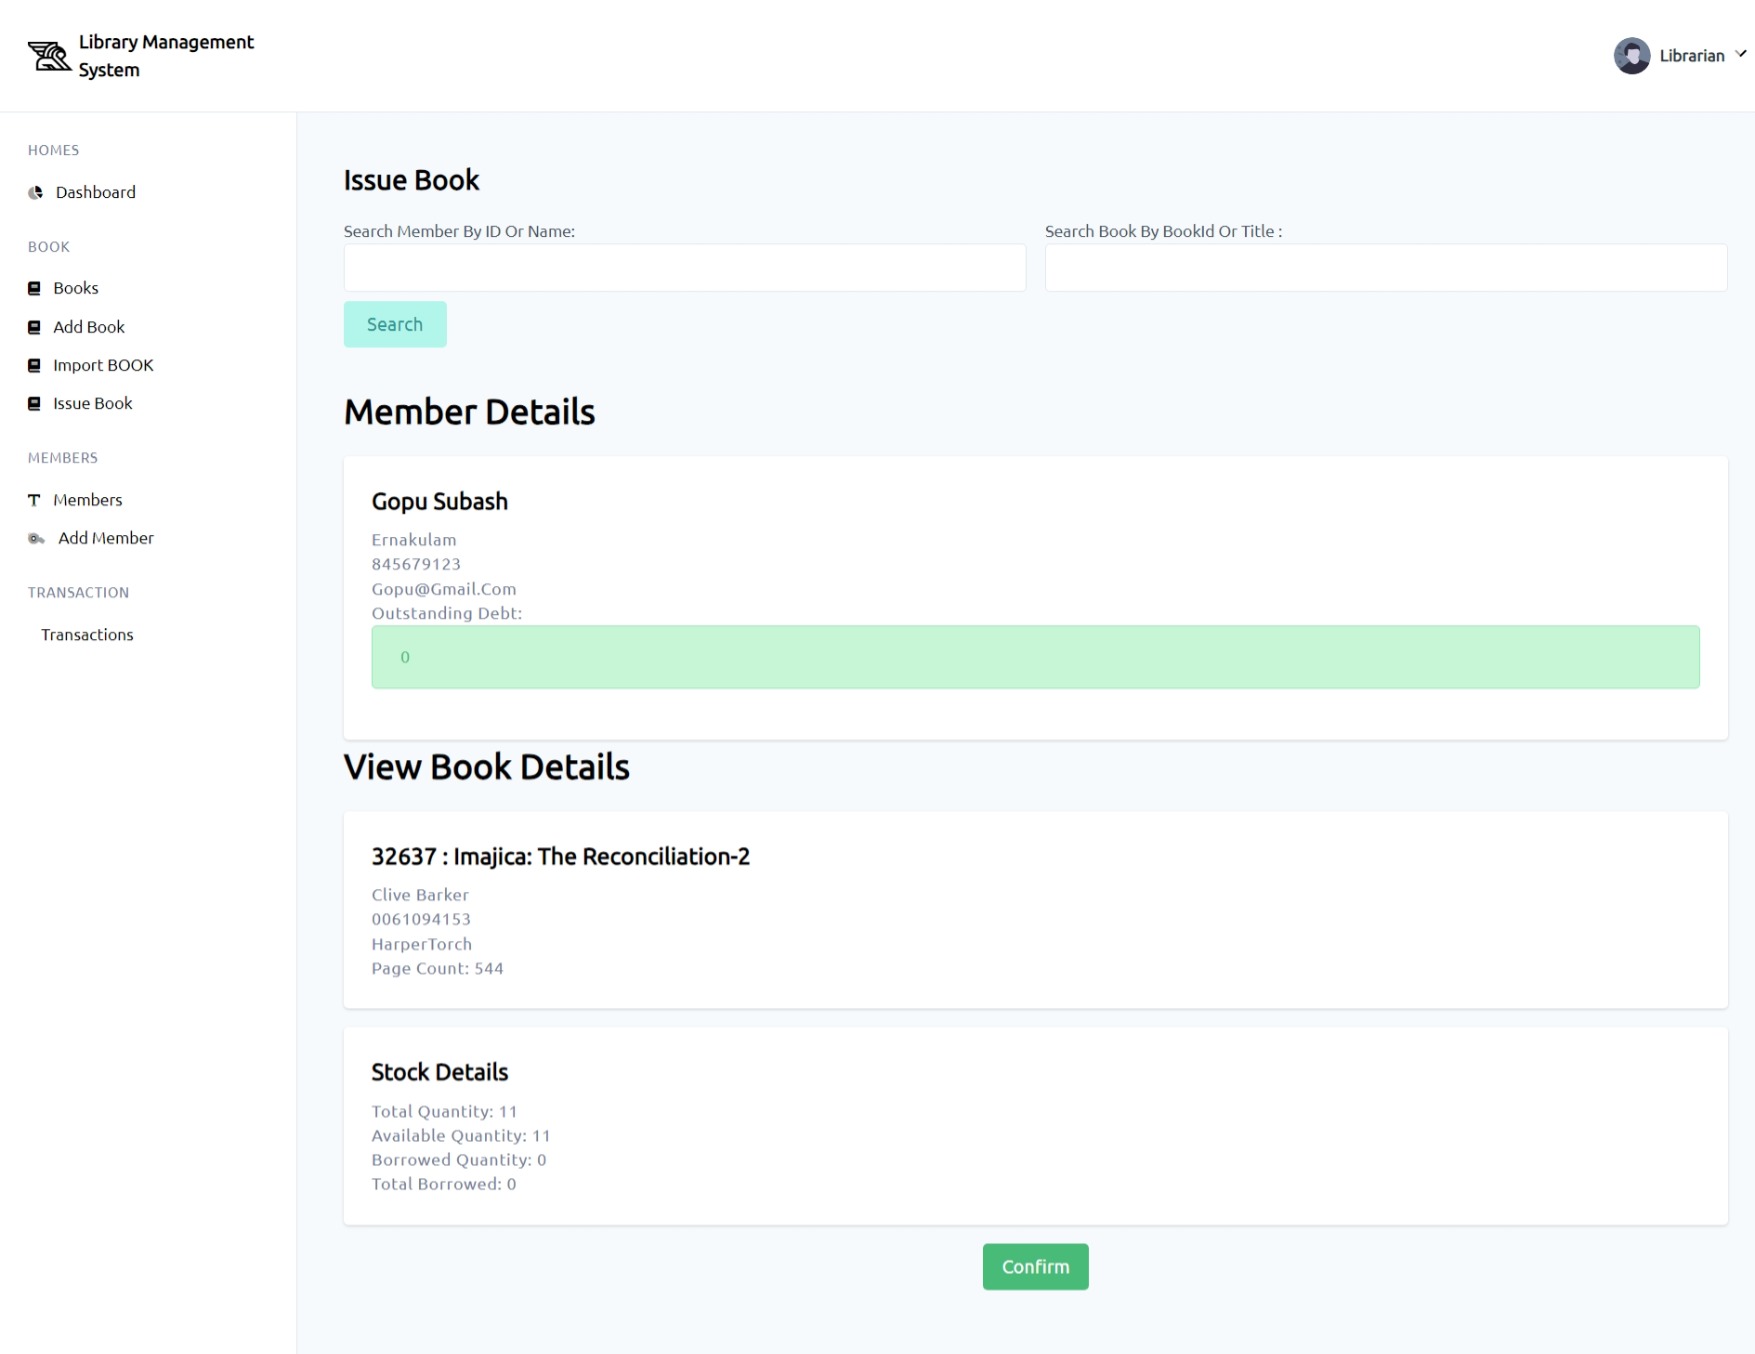 Library Management
System
Librarian
HOMES
Dashboard
BOOK
Books
Add Book
Import BOOK
Issue Book
MEMBERS
Members
Add Member
TRANSACTION
Transactions
Issue Book
Search Member By ID Or Name:
Search Book By BookId Or Title :
Search
Member Details
Gopu Subash
Ernakulam
845679123
Gopu@Gmail.Com
Outstanding Debt:
0
View Book Details
32637 : Imajica: The Reconciliation-2
Clive Barker
0061094153
HarperTorch
Page Count: 544
Stock Details
Total Quantity: 11
Available Quantity: 11
Borrowed Quantity: 0
Total Borrowed: 0
Confirm